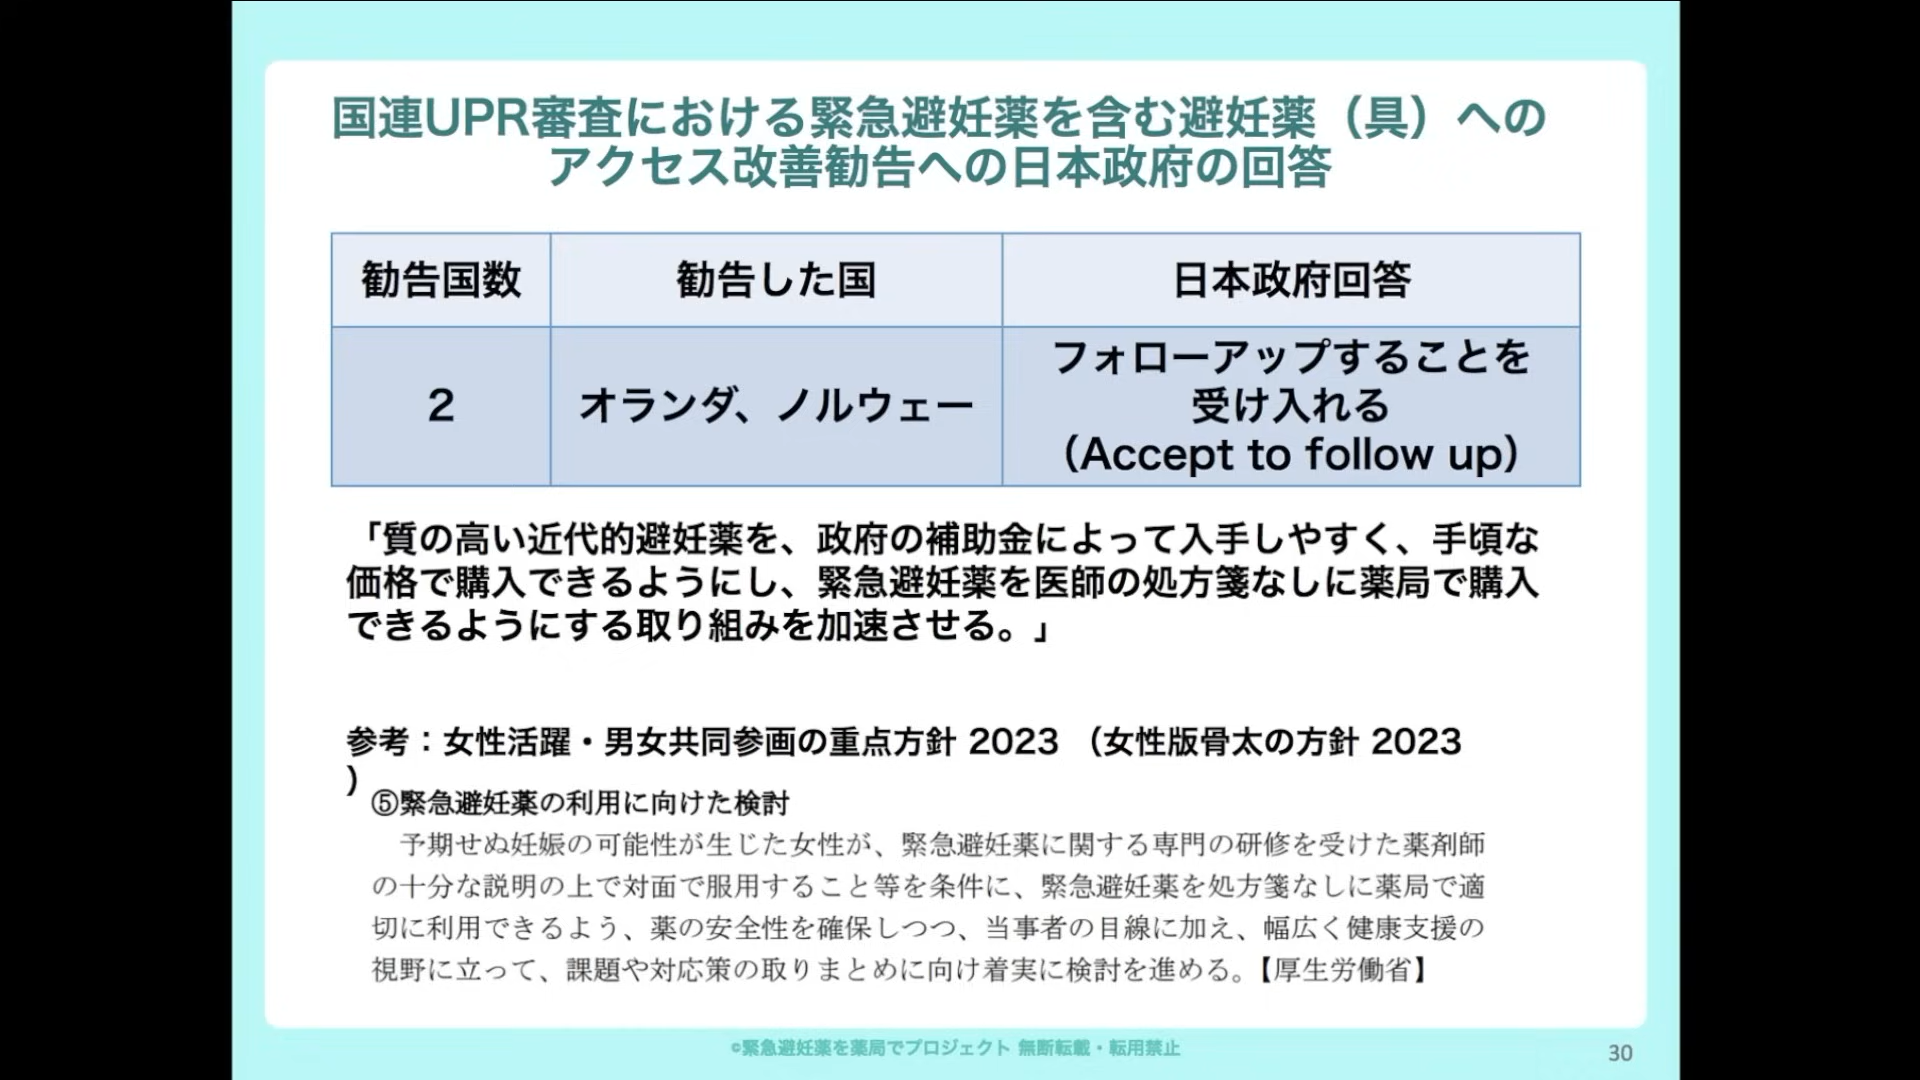 国連UPR審査における緊急避妊薬を含む避妊薬（具）への
アクセス改善勧告への日本政府の回答
勧告国数
勧告した国
日本政府回答
2
オランダ、ノルウェー
フォローアップすることを
受け入れる
（Accept to follow up）
「質の高い近代的避妊薬を、政府の補助金によって入手しやすく、手頃な
価格で購入できるようにし、緊急避妊薬を医師の処方箋なしに薬局で購入
できるようにする取り組みを加速させる。」
参考：女性活躍・男女共同参画の重点方針 2023 （女性版骨太の方針 2023
）
⑤緊急避妊薬の利用に向けた検討
予期せぬ妊娠の可能性が生じた女性が、緊急避妊薬に関する専門の研修を受けた薬剤師
の十分な説明の上で対面で服用すること等を条件に、緊急避妊薬を処方箋なしに薬局で適
切に利用できるよう、薬の安全性を確保しつつ、当事者の目線に加え、幅広く健康支援の
視野に立って、課題や対応策の取りまとめに向け着実に検討を進める。【厚生労働省】
©緊急避妊薬を薬局でプロジェクト 無断転載・転用禁止
30